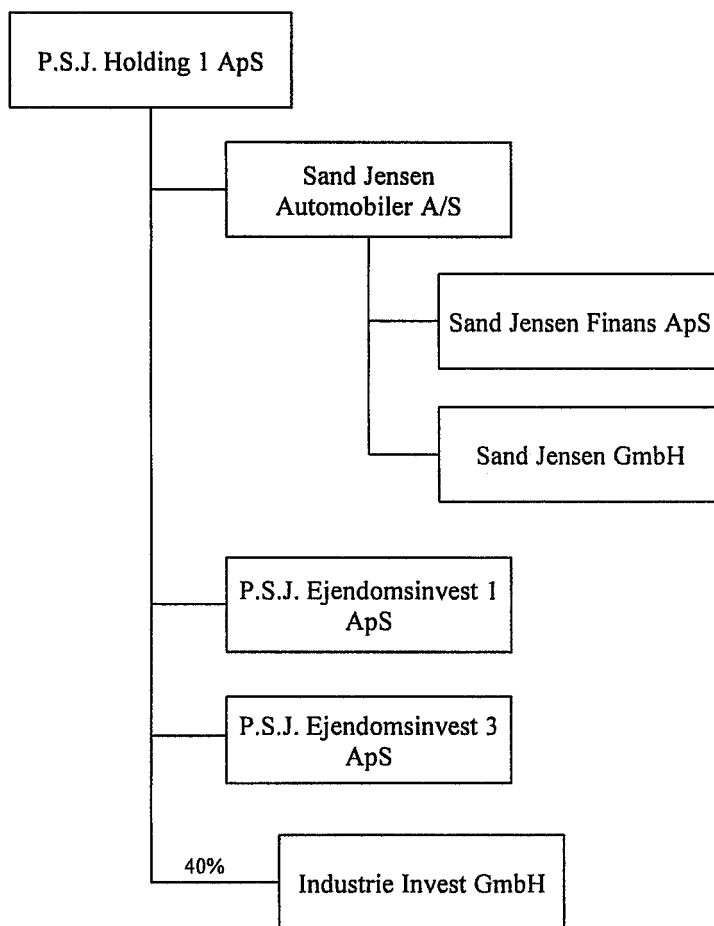 P.S.J. Holding 1 ApS
Sand Jensen
Automobiler A/S
Sand Jensen Finans ApS
Sand Jensen GmbH
P.S.J. Ejendomsinvest 1
ApS
P.S.J. Ejendomsinvest 3
ApS
40%
Industrie Invest GmbH